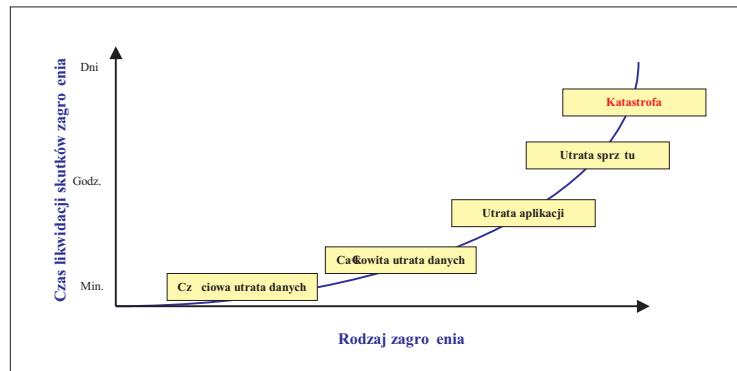 Dni
Katastrofa
Utrata sprz tu
Godz.
Utrata aplikacji
Cakowita utrata danych
Min.
Cz ciowa utrata danych
Czas likwidacji skutków zagro enia
Rodzaj zagro enia